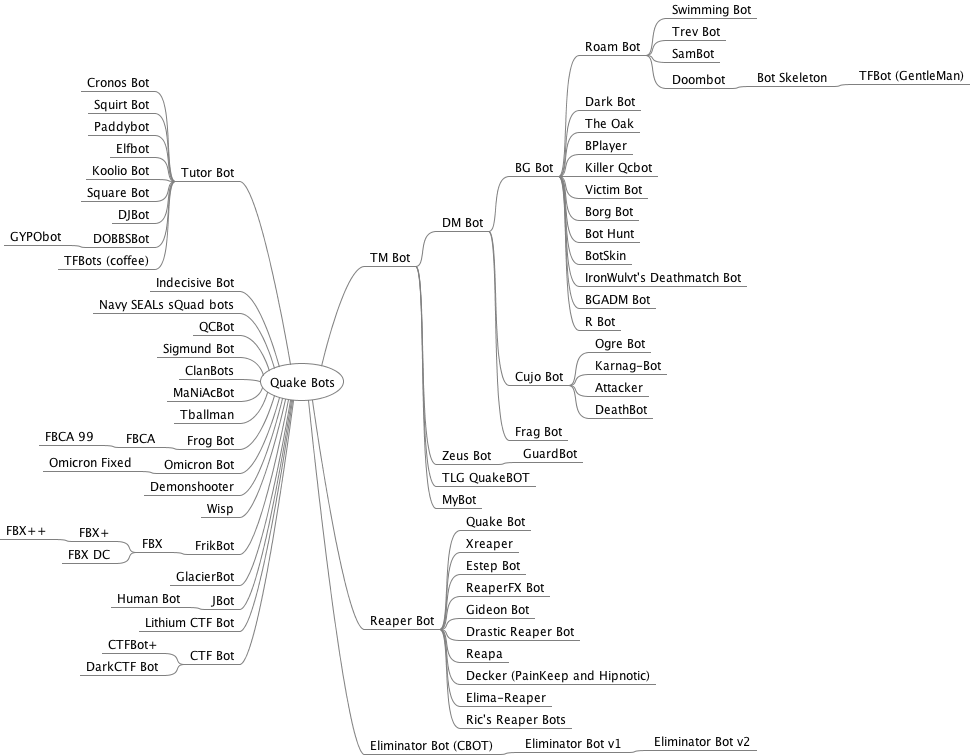 Quake Bots
Tutor Bot
Cronos Bot
Squirt Bot
Paddybot
Elfbot
Koolio Bot
Square Bot
DJBot
DOBBSBot
GYPObot
TFBots (coffee)
Indecisive Bot
Navy SEALs sQuad bots
QCBot
Sigmund Bot
ClanBots
MaNiAcBot
Tballman
Frog Bot
FBCA
FBCA 99
Omicron Bot
Omicron Fixed
Demonshooter
Wisp
FrikBot
FBX
FBX+
FBX++
FBX DC
GlacierBot
JBot
Human Bot
Lithium CTF Bot
CTF Bot
CTFBot+
DarkCTF Bot
TM Bot
DM Bot
BG Bot
Roam Bot
Swimming Bot
Trev Bot
SamBot
Doombot
Bot Skeleton
TFBot (GentleMan)
Dark Bot
The Oak
BPlayer
Killer Qcbot
Victim Bot
Borg Bot
Bot Hunt
BotSkin
IronWulvt's Deathmatch Bot
BGADM Bot
R Bot
Cujo Bot
Ogre Bot
Karnag-Bot
Attacker
DeathBot
Frag Bot
Zeus Bot
GuardBot
TLG QuakeBOT
MyBot
Reaper Bot
Quake Bot
Xreaper
Estep Bot
ReaperFX Bot
Gideon Bot
Drastic Reaper Bot
Reapa
Decker (PainKeep and Hipnotic)
Elima-Reaper
Ric's Reaper Bots
Eliminator Bot (CBOT)
Eliminator Bot v1
Eliminator Bot v2